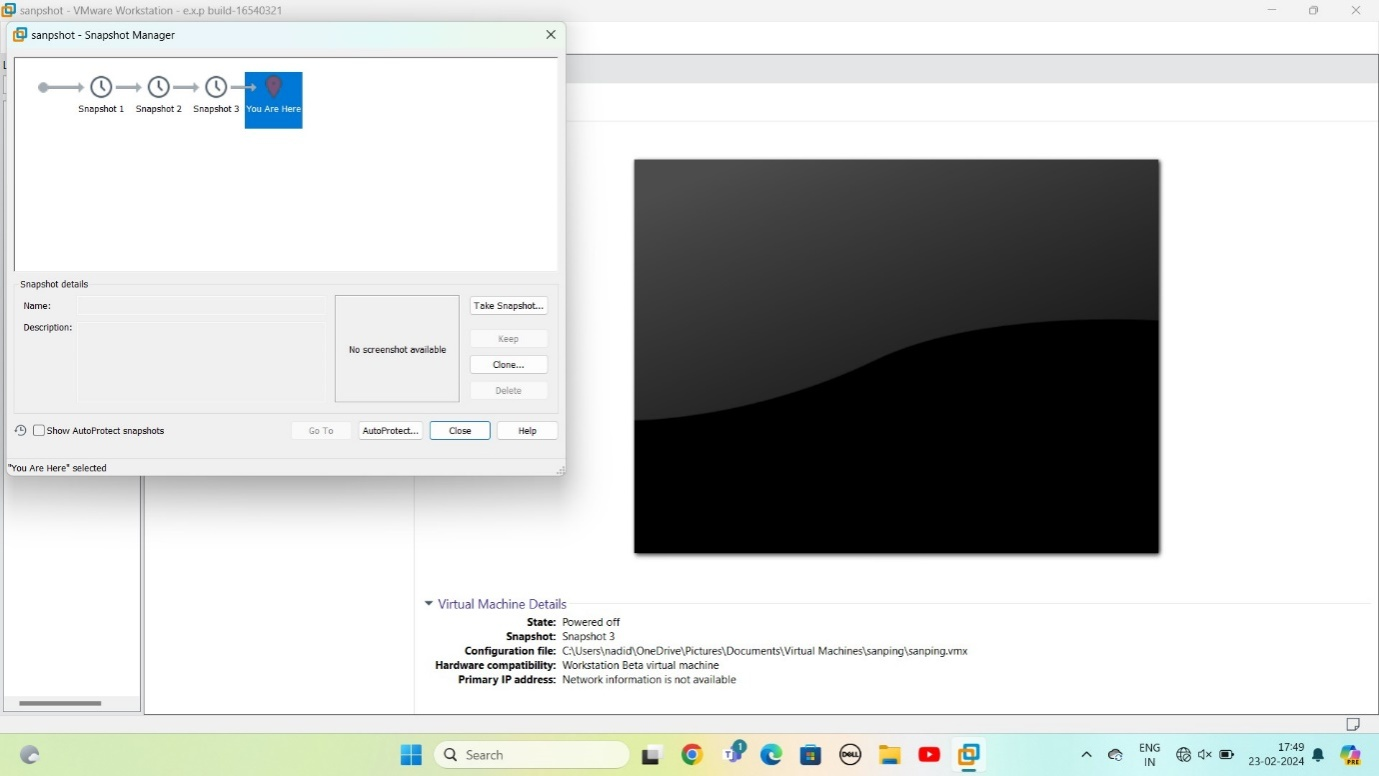 sanpshot - VMware Workstation - e.x.p build-16540321
sanpshot - Snapshot Manager
Snapshot 1 Snapshot 2 Snapshot 3 You Are Here
Snapshot details
Name:
Description:
No screenshot available
Take Snapshot...
Keep
Clone...
Delete
Show AutoProtect snapshots
Go To
AutoProtect...
Close
Help
"You Are Here" selected
Virtual Machine Details
State: Powered off
Snapshot: Snapshot 3
Configuration file: C:\Users\nadid\OneDrive\Pictures\Documents\Virtual Machines\sanping\sanping.vmx
Hardware compatibility: Workstation Beta virtual machine
Primary IP address: Network information is not available
Search
1
DELL
ENG
IN
17:49
23-02-2024
PRE